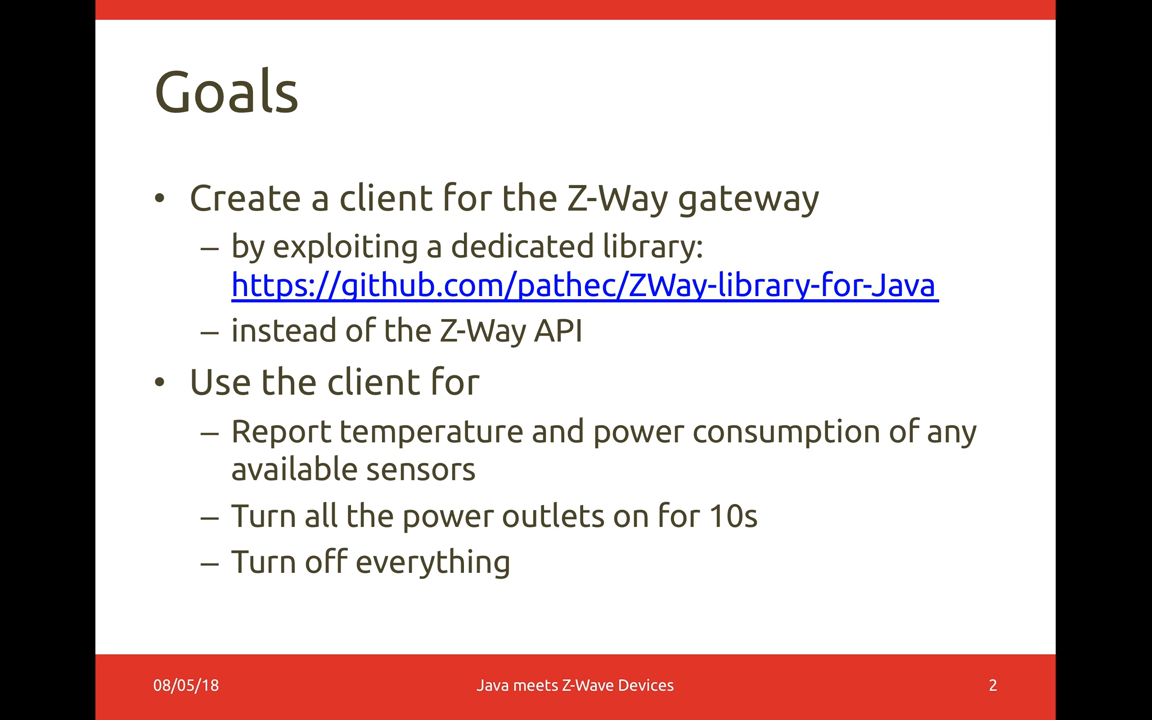 Goals
• Create a client for the Z-Way gateway
– by exploiting a dedicated library:
https://github.com/pathec/ZWay-library-for-Java
– instead of the Z-Way API
• Use the client for
– Report temperature and power consumption of any
available sensors
– Turn all the power outlets on for 10s
– Turn off everything
08/05/18
Java meets Z-Wave Devices
2